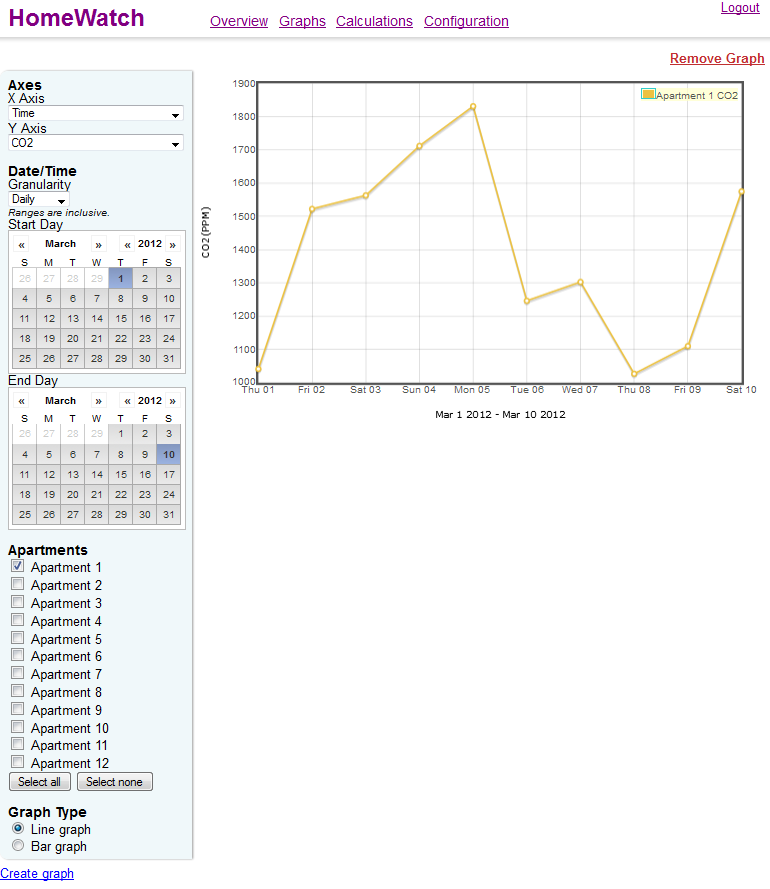 HomeWatch
Overview Graphs Calculations Configuration
Logout
Remove Graph
Axes
X Axis
Time
Y Axis
CO2
Date/Time
Granularity
Daily
Ranges are inclusive.
Start Day
« March » « 2012 »
S M T W T F S
26 27 28 29 1 2 3
4 5 6 7 8 9 10
11 12 13 14 15 16 17
18 19 20 21 22 23 24
25 26 27 28 29 30 31
End Day
« March » « 2012 »
S M T W T F S
26 27 28 29 1 2 3
4 5 6 7 8 9 10
11 12 13 14 15 16 17
18 19 20 21 22 23 24
25 26 27 28 29 30 31
Apartments
Apartment 1
Apartment 2
Apartment 3
Apartment 4
Apartment 5
Apartment 6
Apartment 7
Apartment 8
Apartment 9
Apartment 10
Apartment 11
Apartment 12
Select all Select none
Graph Type
Line graph
Bar graph
Create graph
CO2 (PPM)
1900
1800
1700
1600
1500
1400
1300
1200
1100
1000
Apartment 1 CO2
Thu 01 Fri 02 Sat 03 Sun 04 Mon 05 Tue 06 Wed 07 Thu 08 Fri 09 Sat 10
Mar 1 2012 - Mar 10 2012